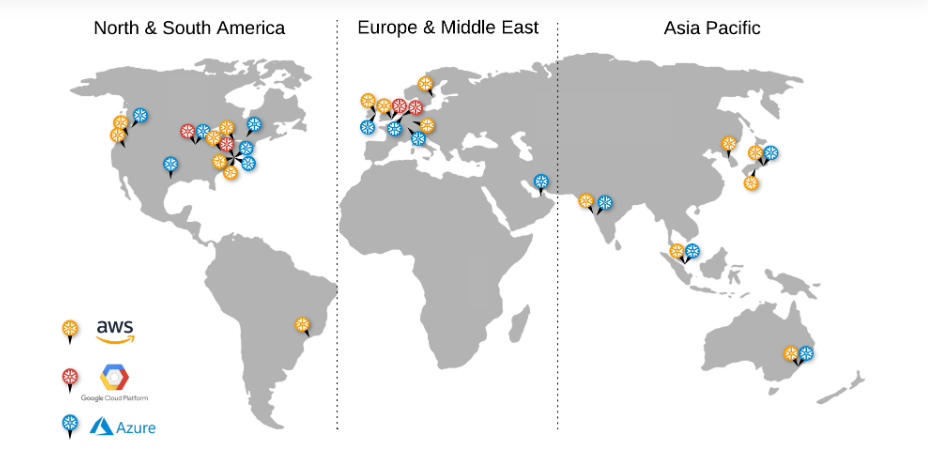 North & South America
Europe & Middle East
Asia Pacific
aws
Google Cloud Platform
Azure